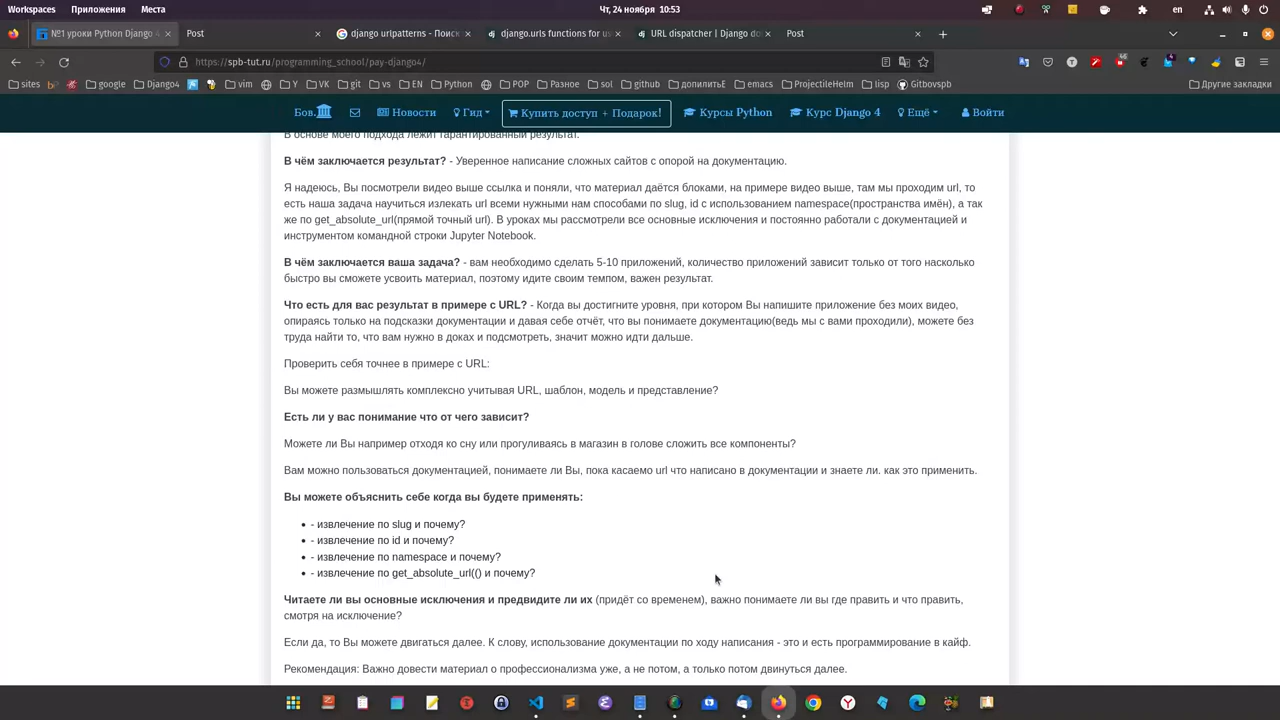 Workspaces Приложения Места Чт, 24 ноября 10:53 en
№1 уроки Python Django 4 Post django urlpatterns - Поиск django.urls functions for us URL dispatcher | Django do Post
https://spb-tut.ru/programming_school/pay-django4/
sites b google Django4 vim Y VK git En Python POP Разное sol github допилитьЕ emacs ProjectileHelm lisp Gitbovspb Другие закладки
Бов. Новости Гид Купить доступ + Подарок! Курсы Python Курс Django 4 Ещё Войти
В основе моего подхода лежит гарантированный результат.
В чём заключается результат? - Уверенное написание сложных сайтов с опорой на документацию.
Я надеюсь, Вы посмотрели видео выше ссылка и поняли, что материал даётся блоками, на примере видео выше, там мы проходим url, то
есть наша задача научиться излекать url всеми нужными нам способами по slug, id с использованием namespace(пространства имён), а так
же по get_absolute_url(прямой точный url). В уроках мы рассмотрели все основные исключения и постоянно работали с документацией и
инструментом командной строки Jupyter Notebook.
В чём заключается ваша задача? - вам необходимо сделать 5-10 приложений, количество приложений зависит только от того насколько
быстро вы сможете усвоить материал, поэтому идите своим темпом, важен результат.
Что есть для вас результат в примере с URL? - Когда вы достигните уровня, при котором Вы напишите приложение без моих видео,
опираясь только на подсказки документации и давая себе отчёт, что вы понимаете документацию(ведь мы с вами проходили), можете без
труда найти то, что вам нужно в доках и подсмотреть, значит можно идти дальше.
Проверить себя точнее в примере с URL:
Вы можете размышлять комплексно учитывая URL, шаблон, модель и представление?
Есть ли у вас понимание что от чего зависит?
Можете ли Вы например отходя ко сну или прогуливаясь в магазин в голове сложить все компоненты?
Вам можно пользоваться документацией, понимаете ли Вы, пока касаемо url что написано в документации и знаете ли. как это применить.
Вы можете объяснить себе когда вы будете применять:
• - извлечение по slug и почему?
• - извлечение по id и почему?
• - извлечение по namespace и почему?
• - извлечение по get_absolute_url(() и почему?
Читаете ли вы основные исключения и предвидите ли их (придёт со временем), важно понимаете ли вы где править и что править,
смотря на исключение?
Если да, то Вы можете двигаться далее. К слову, использование документации по ходу написания - это и есть программирование в кайф.
Рекомендация: Важно довести материал о профессионализма уже, а не потом, а только потом двинуться далее.